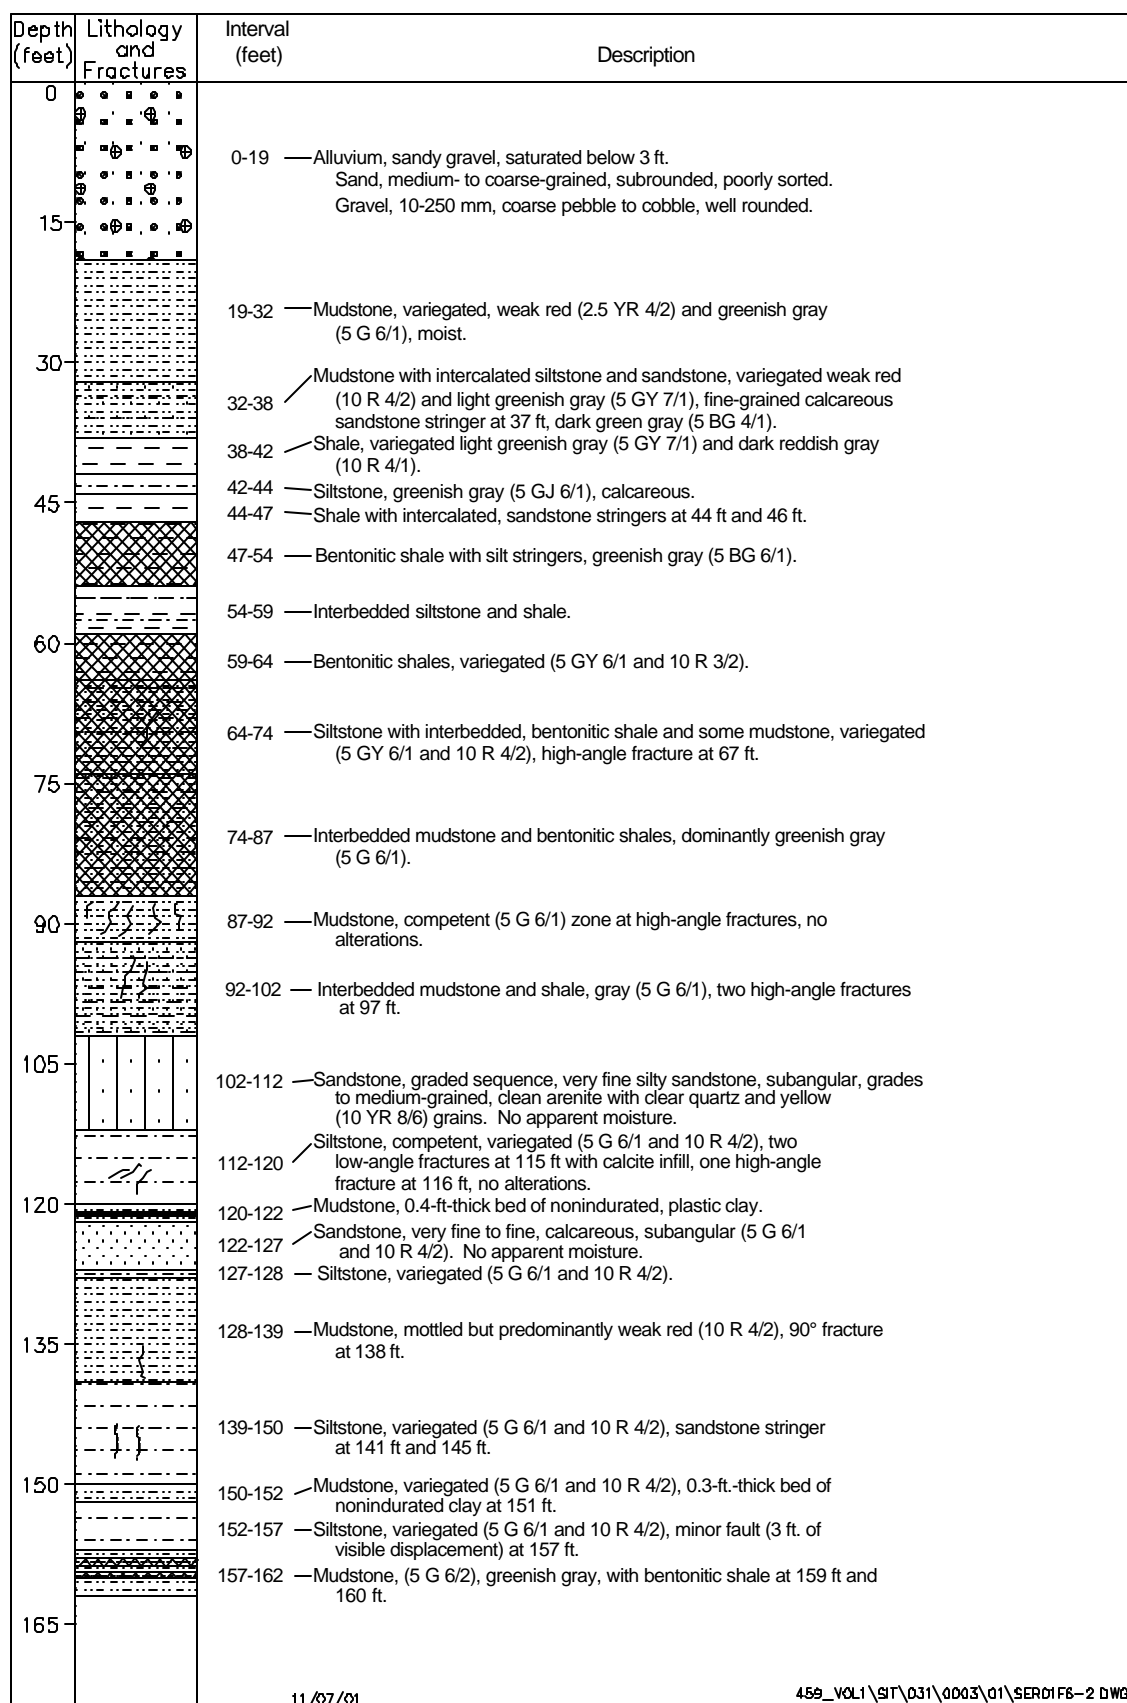 Depth (feet) Lithology and Fractures Interval (feet) Description
0
0-19 Alluvium, sandy gravel, saturated below 3 ft.
Sand, medium- to coarse-grained, subrounded, poorly sorted.
Gravel, 10-250 mm, coarse pebble to cobble, well rounded.
15
19-32 Mudstone, variegated, weak red (2.5 YR 4/2) and greenish gray
(5 G 6/1), moist.
30
32-38 Mudstone with intercalated siltstone and sandstone, variegated weak red
(10 R 4/2) and light greenish gray (5 GY 7/1), fine-grained calcareous
sandstone stringer at 37 ft, dark green gray (5 BG 4/1).
38-42 Shale, variegated light greenish gray (5 GY 7/1) and dark reddish gray
(10 R 4/1).
42-44 Siltstone, greenish gray (5 GJ 6/1), calcareous.
45
44-47 Shale with intercalated, sandstone stringers at 44 ft and 46 ft.
47-54 Bentonitic shale with silt stringers, greenish gray (5 BG 6/1).
54-59 Interbedded siltstone and shale.
60
59-64 Bentonitic shales, variegated (5 GY 6/1 and 10 R 3/2).
64-74 Siltstone with interbedded, bentonitic shale and some mudstone, variegated
(5 GY 6/1 and 10 R 4/2), high-angle fracture at 67 ft.
75
74-87 Interbedded mudstone and bentonitic shales, dominantly greenish gray
(5 G 6/1).
90
87-92 Mudstone, competent (5 G 6/1) zone at high-angle fractures, no
alterations.
92-102 Interbedded mudstone and shale, gray (5 G 6/1), two high-angle fractures
at 97 ft.
105
102-112 Sandstone, graded sequence, very fine silty sandstone, subangular, grades
to medium-grained, clean arenite with clear quartz and yellow
(10 YR 8/6) grains. No apparent moisture.
112-120 Siltstone, competent, variegated (5 G 6/1 and 10 R 4/2), two
low-angle fractures at 115 ft with calcite infill, one high-angle
fracture at 116 ft, no alterations.
120
120-122 Mudstone, 0.4-ft-thick bed of nonindurated, plastic clay.
122-127 Sandstone, very fine to fine, calcareous, subangular (5 G 6/1
and 10 R 4/2). No apparent moisture.
127-128 Siltstone, variegated (5 G 6/1 and 10 R 4/2).
128-139 Mudstone, mottled but predominantly weak red (10 R 4/2), 90° fracture
at 138 ft.
135
139-150 Siltstone, variegated (5 G 6/1 and 10 R 4/2), sandstone stringer
at 141 ft and 145 ft.
150
150-152 Mudstone, variegated (5 G 6/1 and 10 R 4/2), 0.3-ft.-thick bed of
nonindurated clay at 151 ft.
152-157 Siltstone, variegated (5 G 6/1 and 10 R 4/2), minor fault (3 ft. of
visible displacement) at 157 ft.
157-162 Mudstone, (5 G 6/2), greenish gray, with bentonitic shale at 159 ft and
160 ft.
165
11/07/01 459_VOL1\SIT\031\0003\01\SER01F6-2 DWG